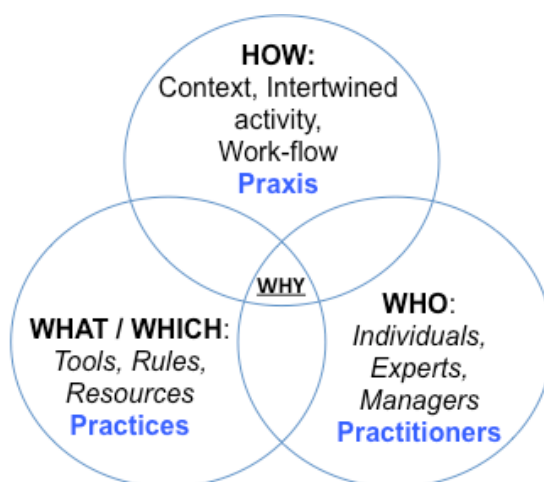 HOW:
Context, Intertwined
activity,
Work-flow
Praxis
WHY
WHAT / WHICH:
Tools, Rules,
Resources
Practices
WHO:
Individuals,
Experts,
Managers
Practitioners